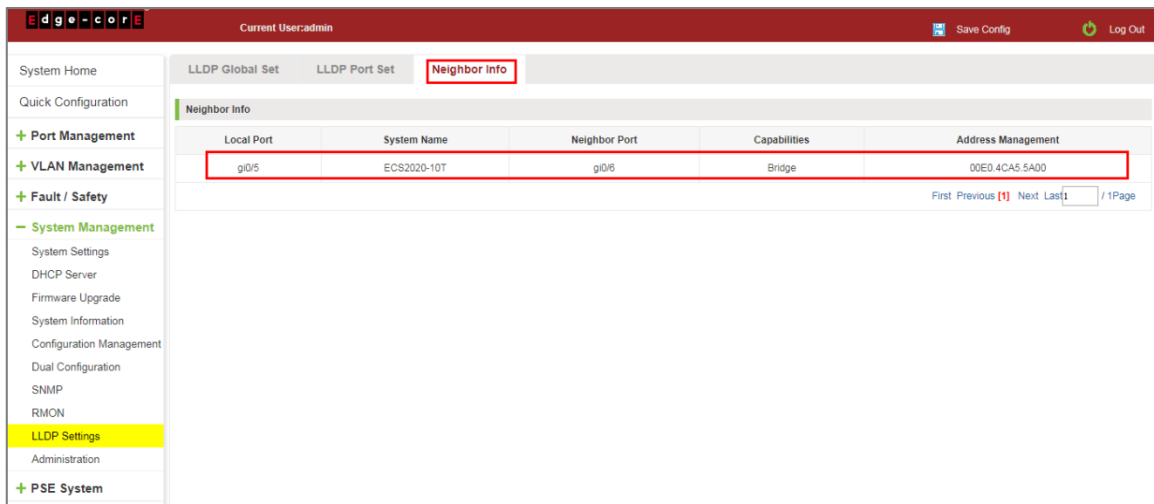 Edge-corE
Current User:admin
Save Config
Log Out
System Home
Quick Configuration
+ Port Management
+ VLAN Management
+ Fault / Safety
− System Management
System Settings
DHCP Server
Firmware Upgrade
System Information
Configuration Management
Dual Configuration
SNMP
RMON
LLDP Settings
Administration
+ PSE System
LLDP Global Set LLDP Port Set Neighbor Info
Neighbor Info
Local Port System Name Neighbor Port Capabilities Address Management
gi0/5 ECS2020-10T gi0/6 Bridge 00E0.4CA5.5A00
First Previous [1] Next Last 1 / 1Page